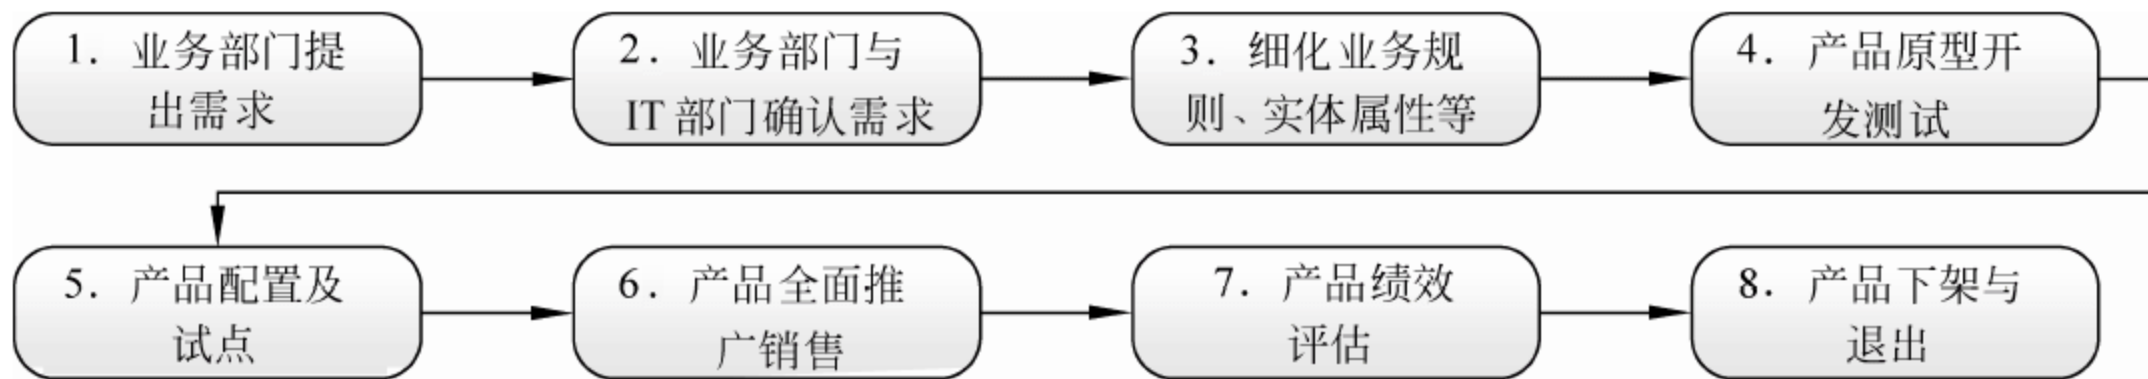 1. 业务部门提
出需求
2. 业务部门与
IT部门确认需求
3. 细化业务规
则、实体属性等
4. 产品原型开
发测试
5. 产品配置及
试点
6. 产品全面推
广销售
7. 产品绩效
评估
8. 产品下架与
退出